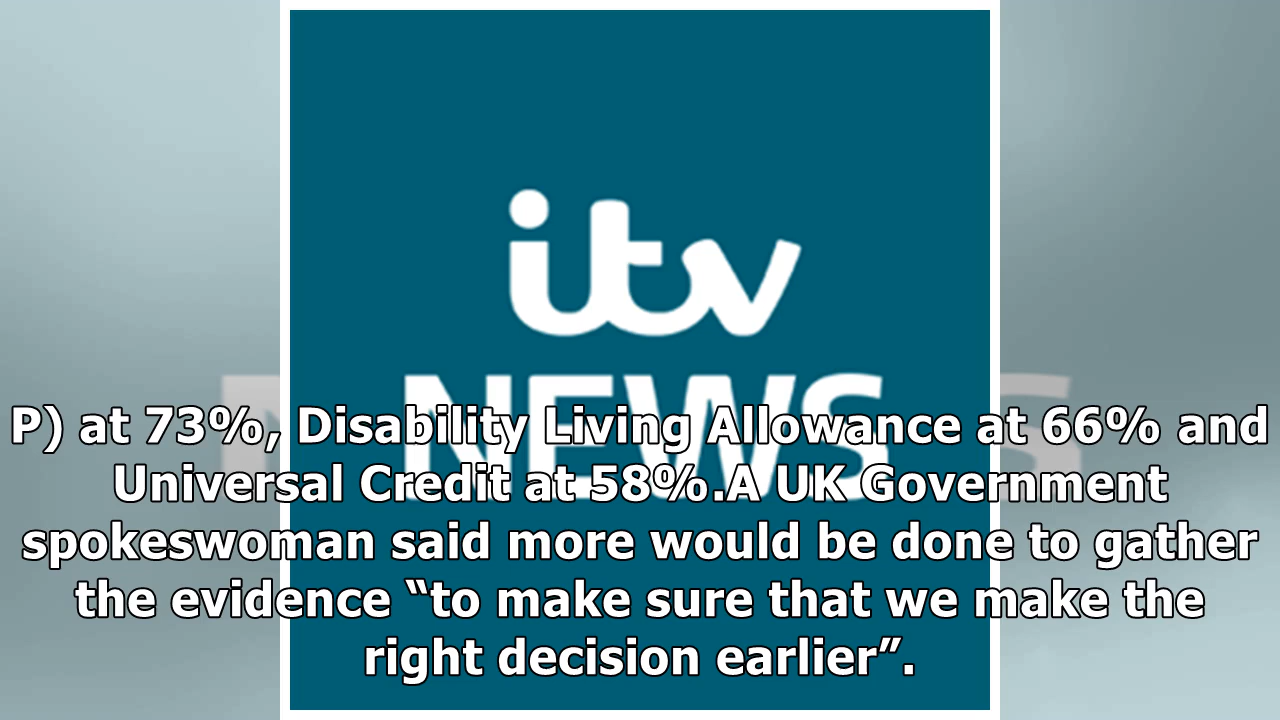 itv
NEWS
P) at 73%, Disability Living Allowance at 66% and
Universal Credit at 58%.A UK Government
spokeswoman said more would be done to gather
the evidence “to make sure that we make the
right decision earlier”.